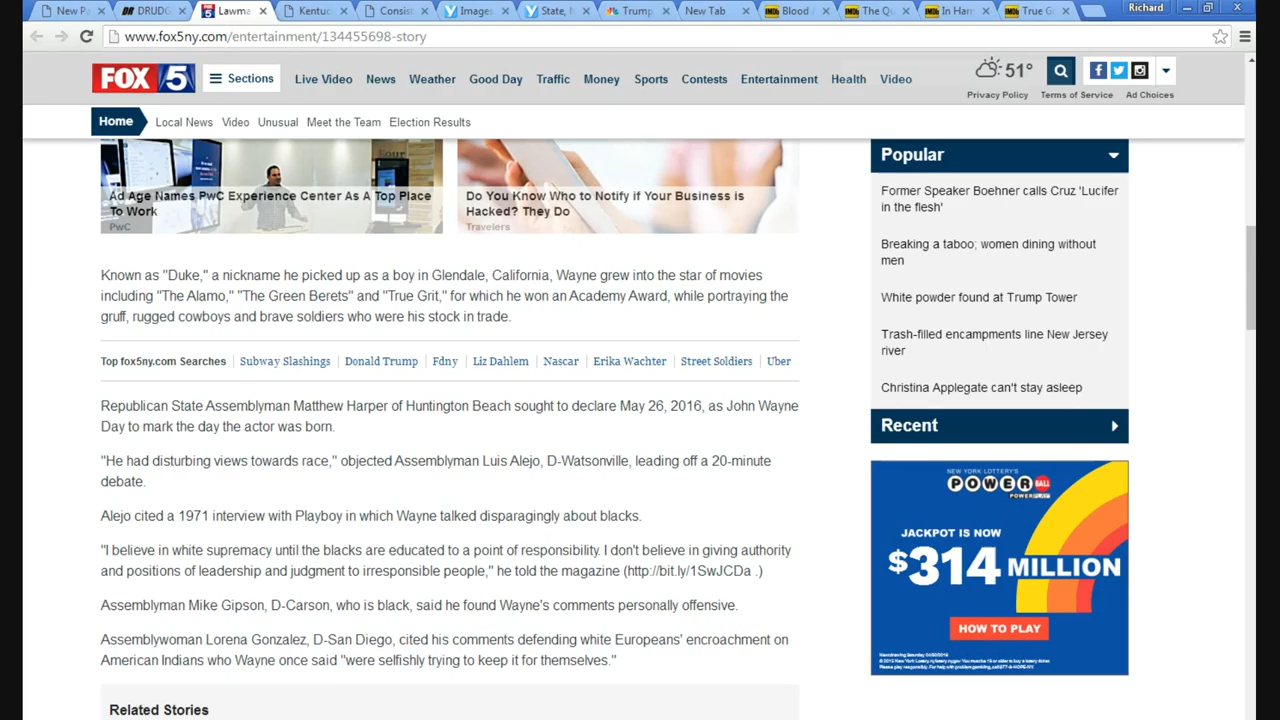 New Pa
DRUDG
Lawma
Kentuc
Consist
Images
State,
Trump
New Tab
Blood
The Qu
In Harr
True G
Richard
www.fox5ny.com/entertainment/134455698-story
FOX 5
Sections
Live Video
News
Weather
Good Day
Traffic
Money
Sports
Contests
Entertainment
Health
Video
51°
Privacy Policy
Terms of Service
Ad Choices
Home
Local News
Video
Unusual
Meet the Team
Election Results
Four
Ad Age Names PwC Experience Center As A Top Place
To Work
PwC
Do You Know Who to Notify if Your Business is
Hacked? They Do
Travelers
Known as "Duke," a nickname he picked up as a boy in Glendale, California, Wayne grew into the star of movies
including "The Alamo," "The Green Berets" and "True Grit," for which he won an Academy Award, while portraying the
gruff, rugged cowboys and brave soldiers who were his stock in trade.
Top fox5ny.com Searches
Subway Slashings
Donald Trump
Fdny
Liz Dahlem
Nascar
Erika Wachter
Street Soldiers
Uber
Republican State Assemblyman Matthew Harper of Huntington Beach sought to declare May 26, 2016, as John Wayne
Day to mark the day the actor was born.
"He had disturbing views towards race," objected Assemblyman Luis Alejo, D-Watsonville, leading off a 20-minute
debate.
Alejo cited a 1971 interview with Playboy in which Wayne talked disparagingly about blacks.
"I believe in white supremacy until the blacks are educated to a point of responsibility. I don't believe in giving authority
and positions of leadership and judgment to irresponsible people," he told the magazine (http://bit.ly/1SwJCDa .)
Assemblyman Mike Gipson, D-Carson, who is black, said he found Wayne's comments personally offensive.
Assemblywoman Lorena Gonzalez, D-San Diego, cited his comments defending white Europeans' encroachment on
American Indians who Wayne once said "were selfishly trying to keep it for themselves."
Related Stories
Popular
Former Speaker Boehner calls Cruz 'Lucifer
in the flesh'
Breaking a taboo; women dining without
men
White powder found at Trump Tower
Trash-filled encampments line New Jersey
river
Christina Applegate can't stay asleep
Recent
NEW YORK LOTTERY'S
POWERBALL
POWERPLAY
JACKPOT IS NOW
$314 MILLION
HOW TO PLAY